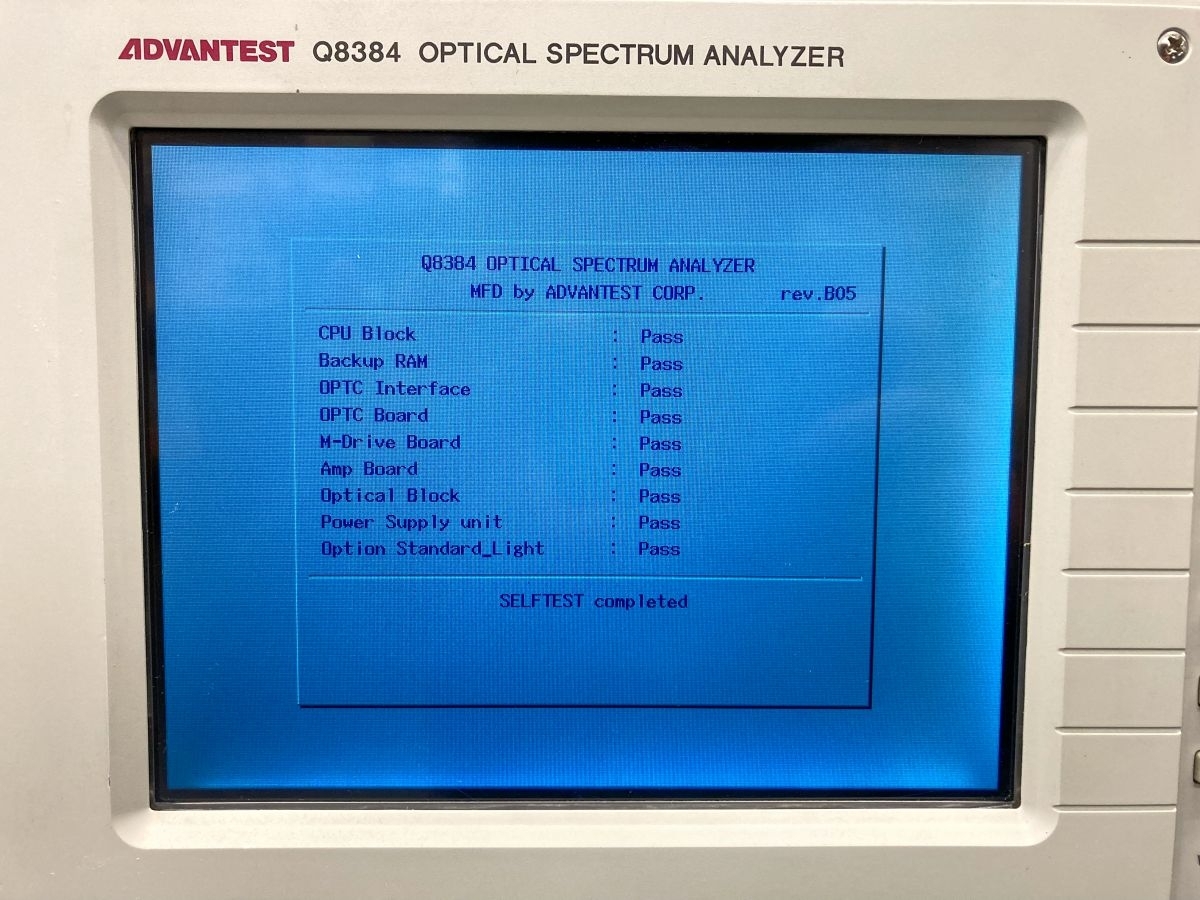 ADVANTEST Q8384 OPTICAL SPECTRUM ANALYZER
Q8384 OPTICAL SPECTRUM ANALYZER
MFD by ADVANTEST CORP. rev.B05
CPU Block : Pass
Backup RAM : Pass
OPTC Interface : Pass
OPTC Board : Pass
M-Drive Board : Pass
Amp Board : Pass
Optical Block : Pass
Power Supply unit : Pass
Option Standard_Light : Pass
SELFTEST completed